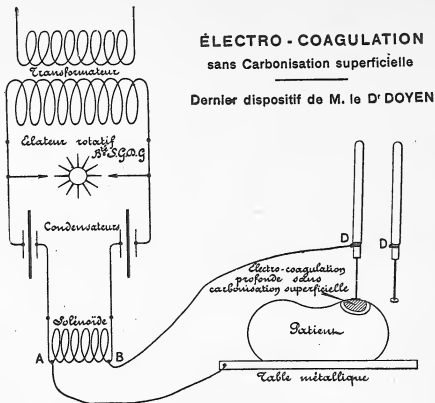 ÉLECTRO - COAGULATION
sans Carbonisation superficielle
Dernier dispositif de M. le Dr DOYEN
Transformateur
Éclateur rotatif
Bté S.G.D.G
Condensateurs
Solénoïde
A
B
D
D
Electro-coagulation
profonde sans
carbonisation superficielle
Patient
Table métallique